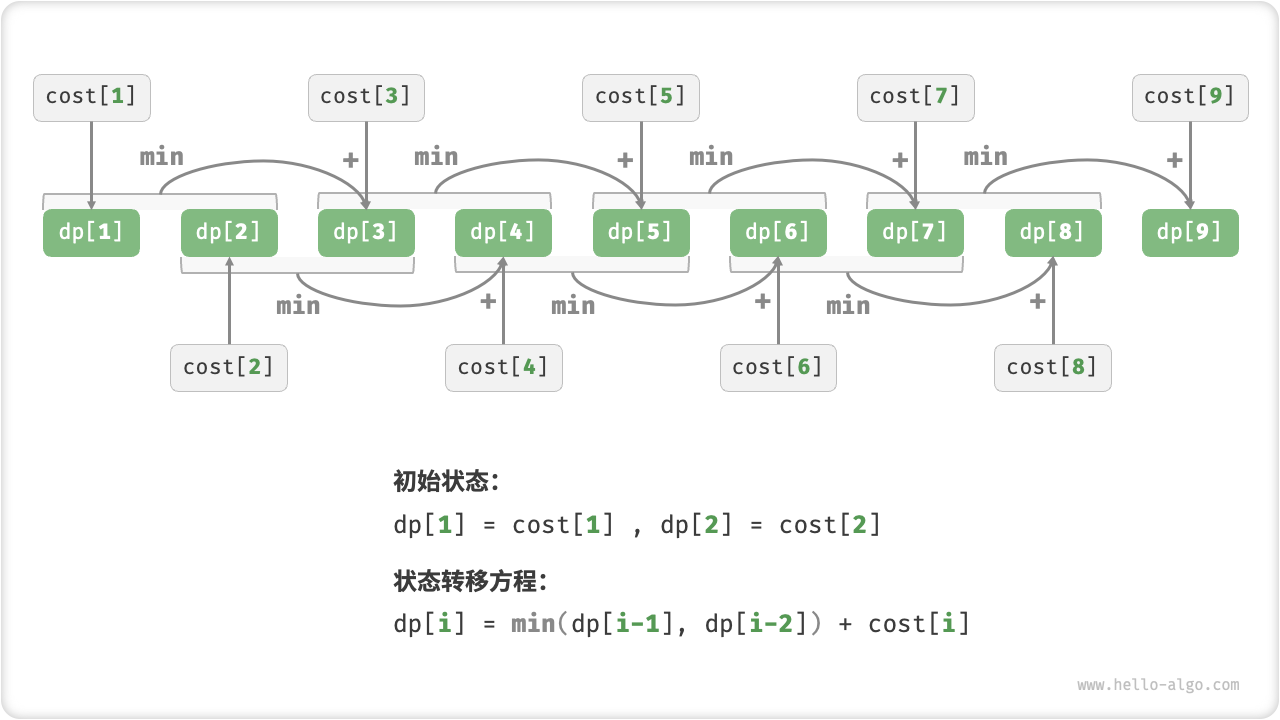 cost[1] cost[3] cost[5] cost[7] cost[9]
min + min + min + min +
dp[1] dp[2] dp[3] dp[4] dp[5] dp[6] dp[7] dp[8] dp[9]
min + min + min +
cost[2] cost[4] cost[6] cost[8]
初始状态：
dp[1] = cost[1] , dp[2] = cost[2]
状态转移方程：
dp[i] = min(dp[i-1], dp[i-2]) + cost[i]
www.hello-algo.com